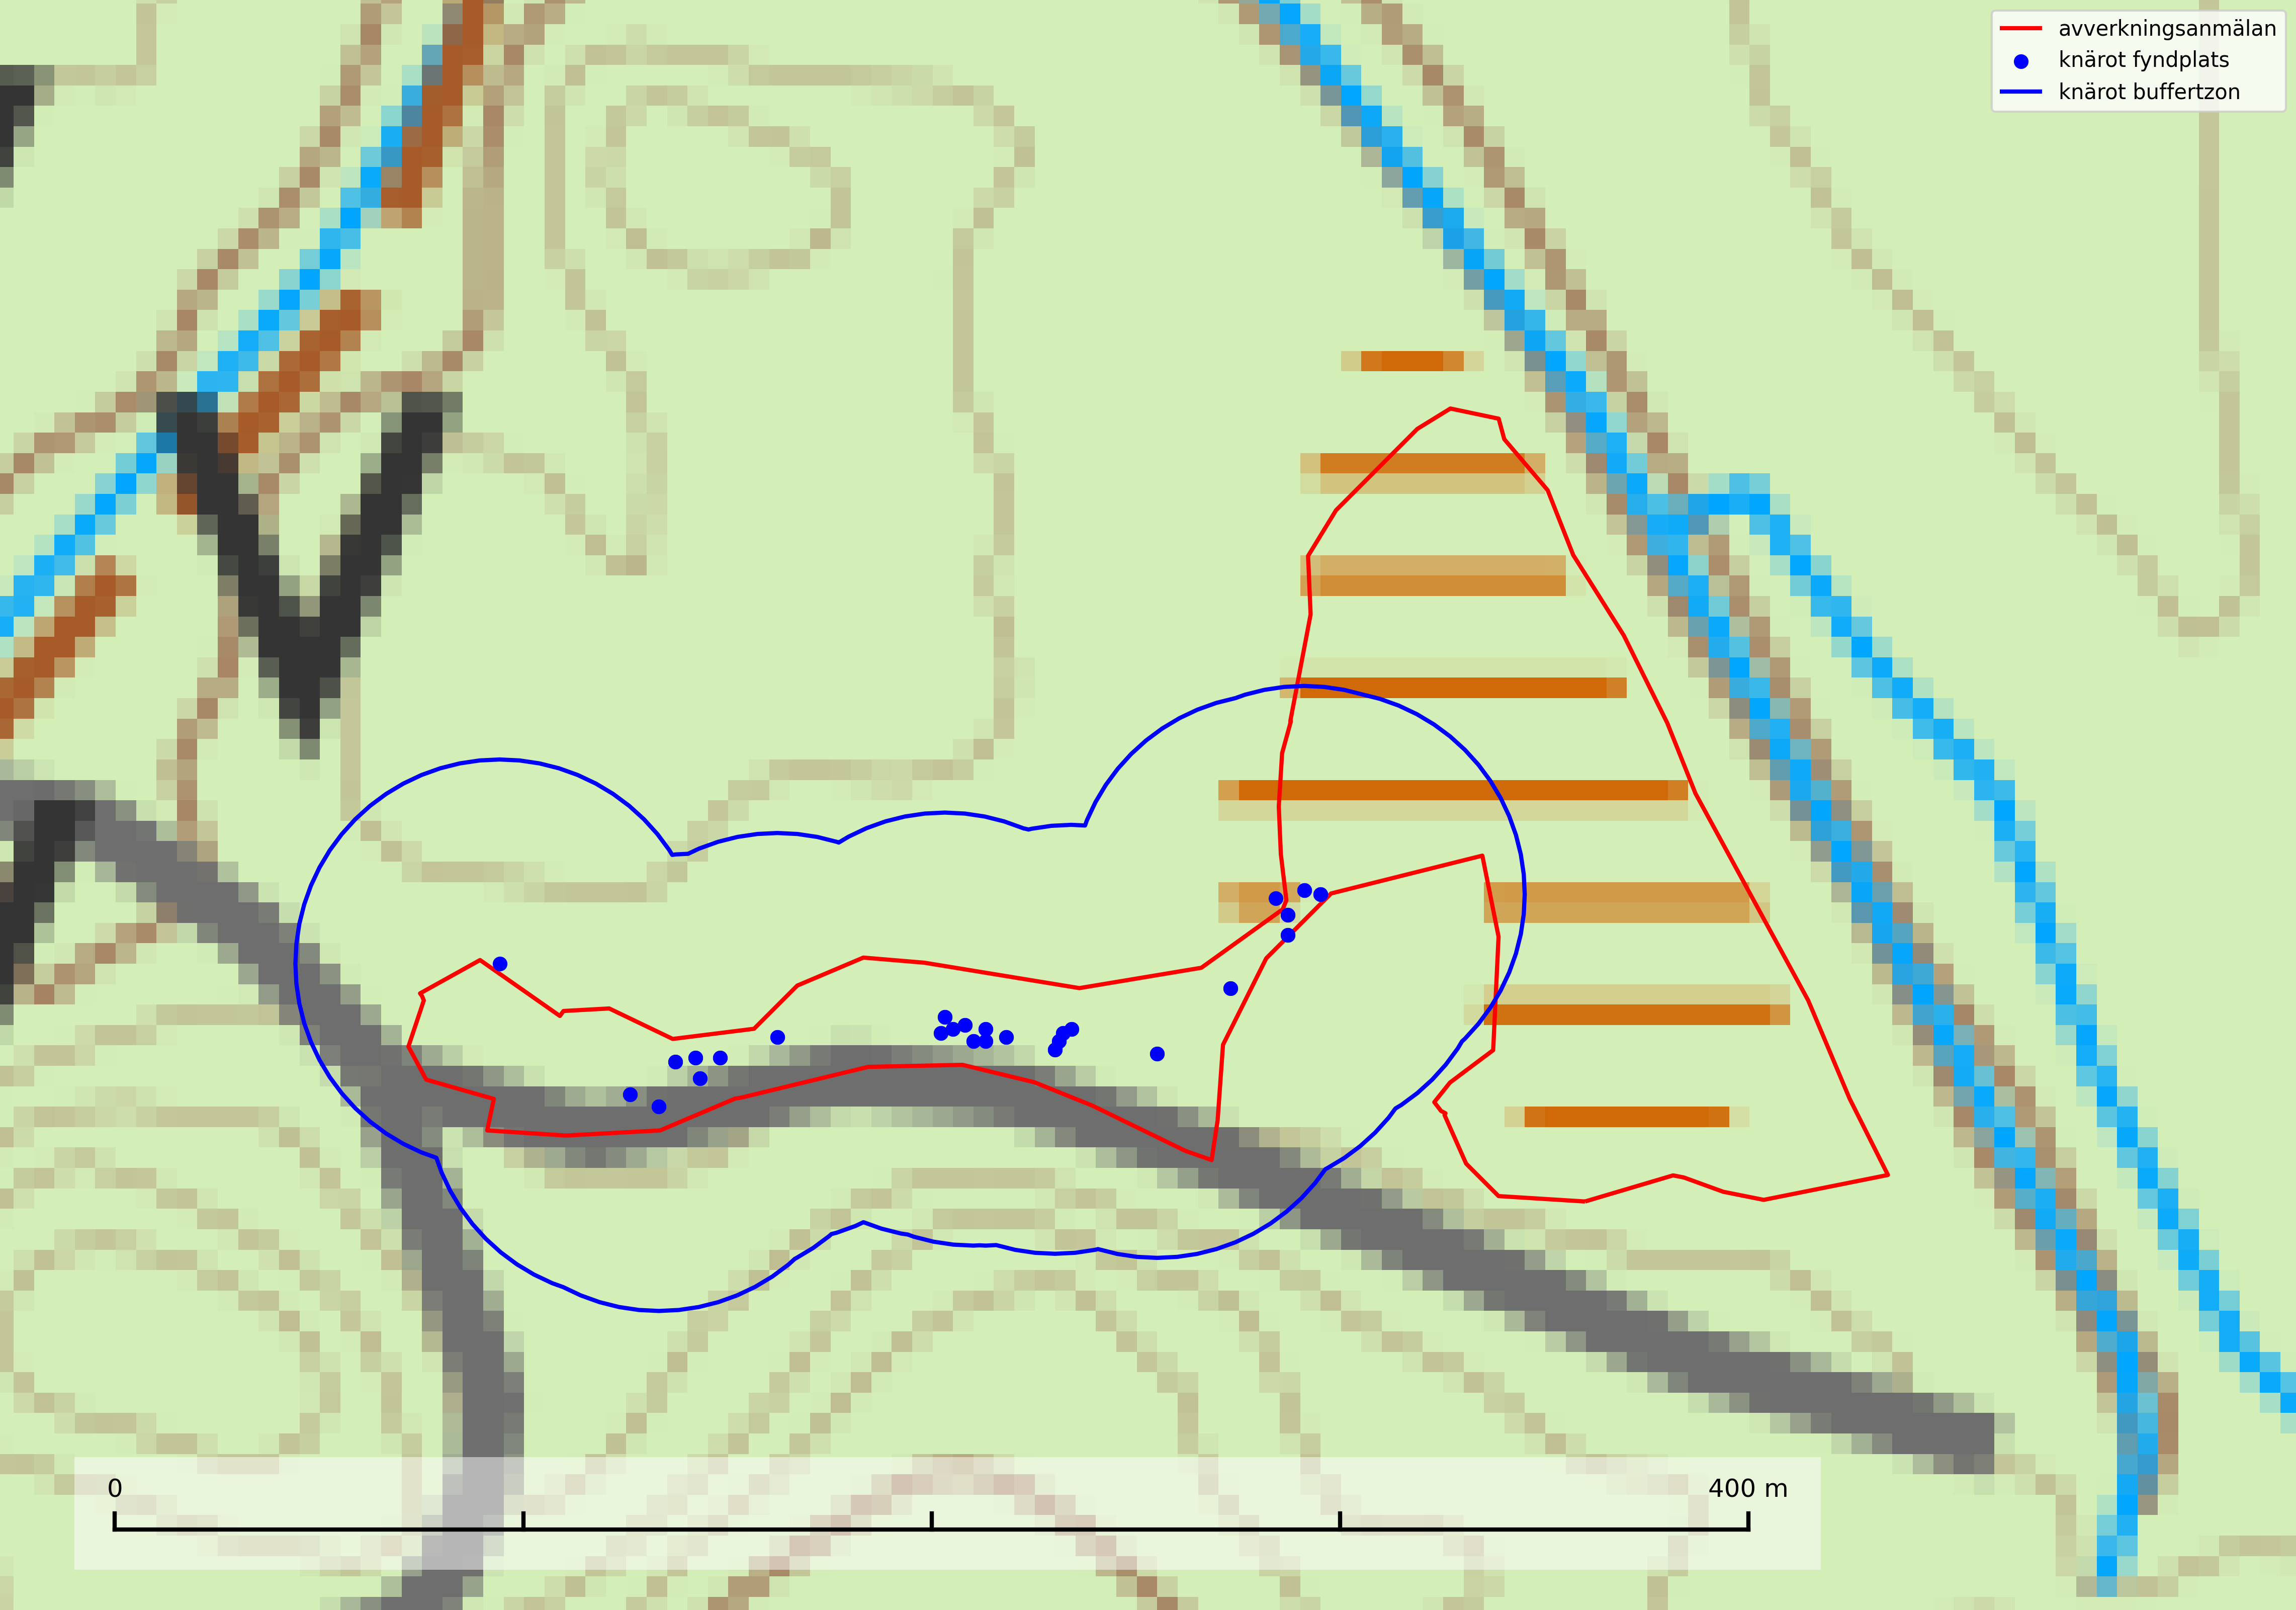 avverkningsanmälan
knärot fyndplats
knärot buffertzon
0
400 m